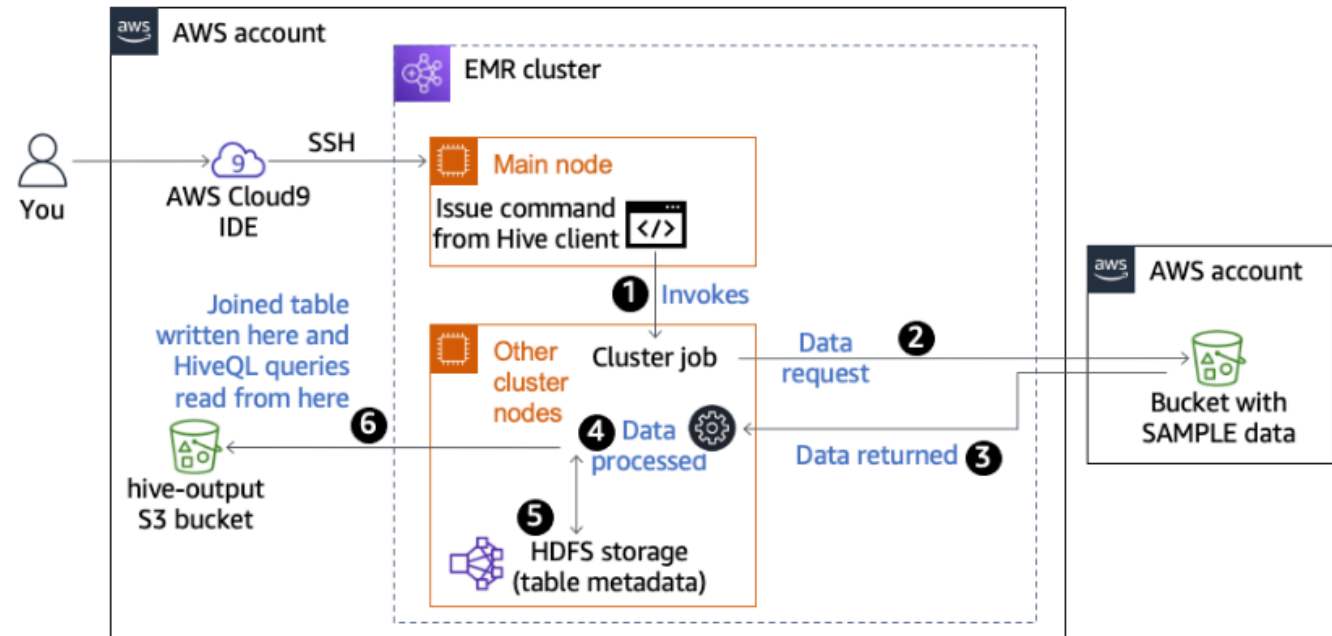 aws
AWS account
EMR cluster
You
9
AWS Cloud9
IDE
SSH
Main node
Issue command
from Hive client
</>
1
Invokes
Other
cluster
nodes
Cluster job
Data
request
2
aws
AWS account
Bucket with
SAMPLE data
Data returned
3
4
Data
processed
5
HDFS storage
(table metadata)
6
Joined table
written here and
HiveQL queries
read from here
hive-output
S3 bucket